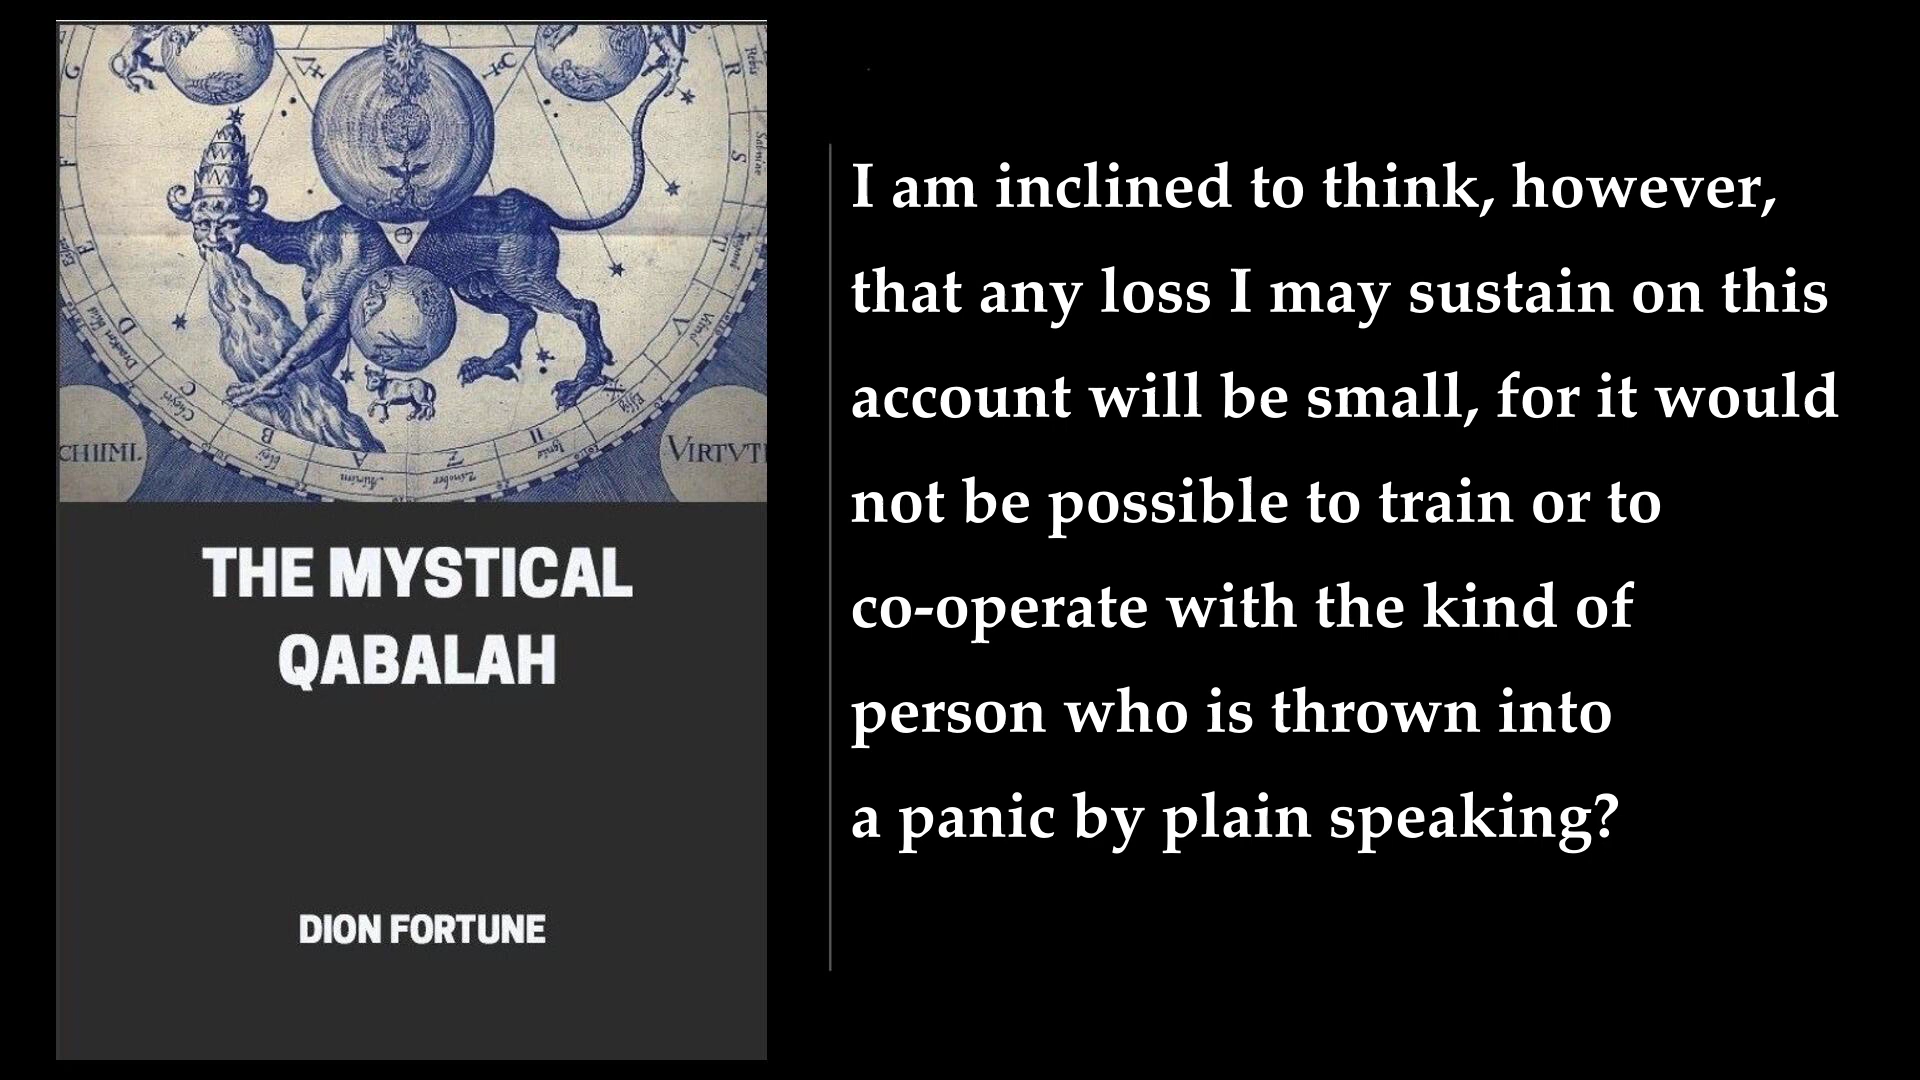 CHIIMI.
VIRTVTI
THE MYSTICAL
QABALAH
DION FORTUNE
I am inclined to think, however,
that any loss I may sustain on this
account will be small, for it would
not be possible to train or to
co-operate with the kind of
person who is thrown into
a panic by plain speaking?